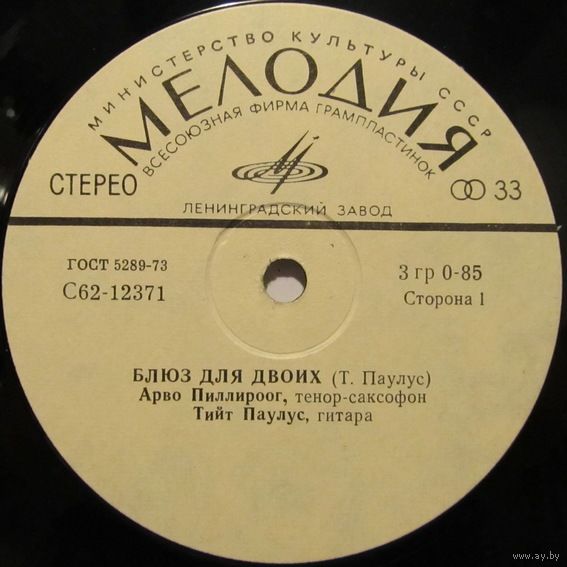 МИНИСТЕРСТВО КУЛЬТУРЫ СССР
МЕЛОДИЯ
ВСЕСОЮЗНАЯ ФИРМА ГРАМПЛАСТИНОК
СТЕРЕО
33
ЛЕНИНГРАДСКИЙ ЗАВОД
ГОСТ 5289-73
3 гр 0-85
С62-12371
Сторона 1
БЛЮЗ ДЛЯ ДВОИХ (Т. Паулус)
Арво Пиллироог, тенор-саксофон
Тийт Паулус, гитара
www.ay.by